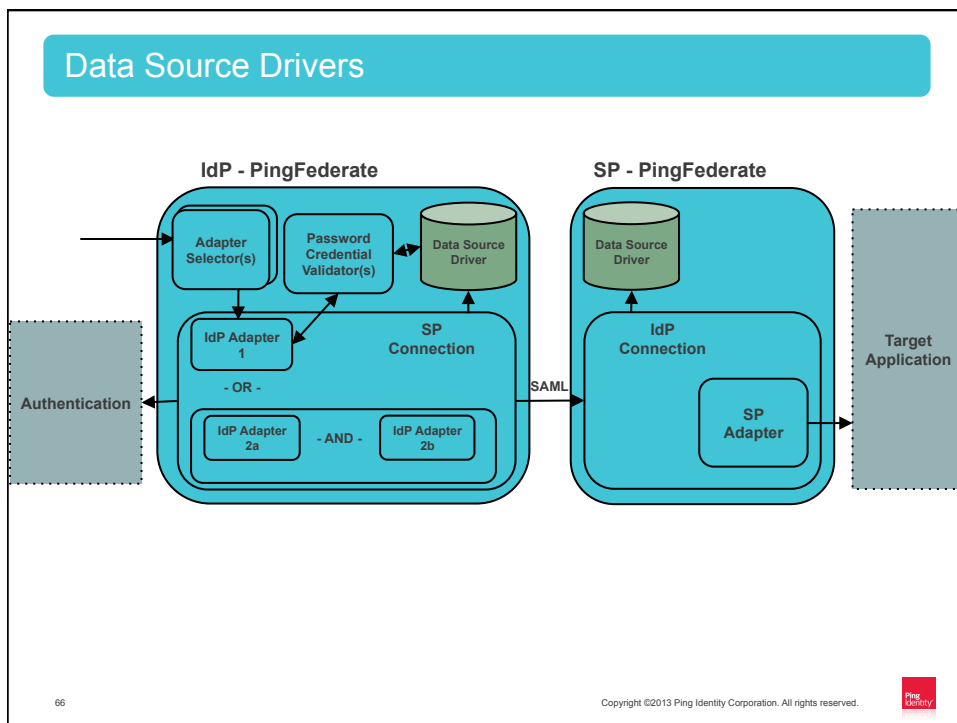 Data Source Drivers
IdP - PingFederate
SP - PingFederate
Adapter
Selector(s)
Password
Credential
Validator(s)
Data Source
Driver
Data Source
Driver
IdP Adapter
1
SP
Connection
IdP
Connection
Target
Application
Authentication
- OR -
SAML
IdP Adapter
2a
- AND -
IdP Adapter
2b
SP
Adapter
66
Copyright ©2013 Ping Identity Corporation. All rights reserved.
Ping
Identity